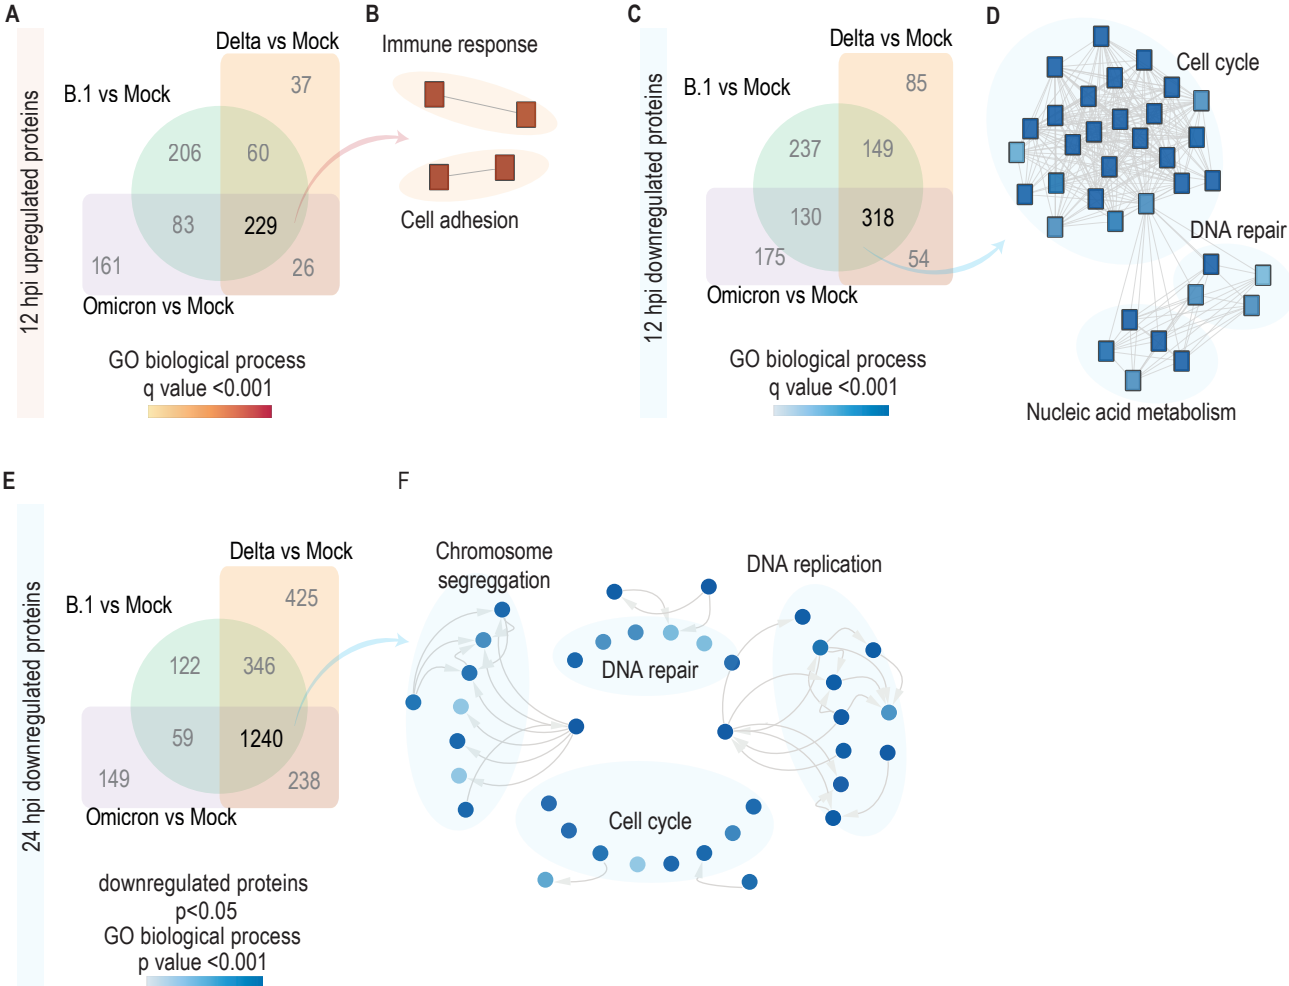 A
12 hpi upregulated proteins
Delta vs Mock
37
B.1 vs Mock
206
60
83
229
161
26
Omicron vs Mock
GO biological process
q value <0.001
B
Immune response
Cell adhesion
C
12 hpi downregulated proteins
Delta vs Mock
85
B.1 vs Mock
237
149
130
318
175
54
Omicron vs Mock
GO biological process
q value <0.001
D
Cell cycle
DNA repair
Nucleic acid metabolism
E
24 hpi downregulated proteins
Delta vs Mock
425
B.1 vs Mock
122
346
59
1240
149
238
Omicron vs Mock
downregulated proteins
p<0.05
GO biological process
p value <0.001
F
Chromosome
segreggation
DNA repair
DNA replication
Cell cycle